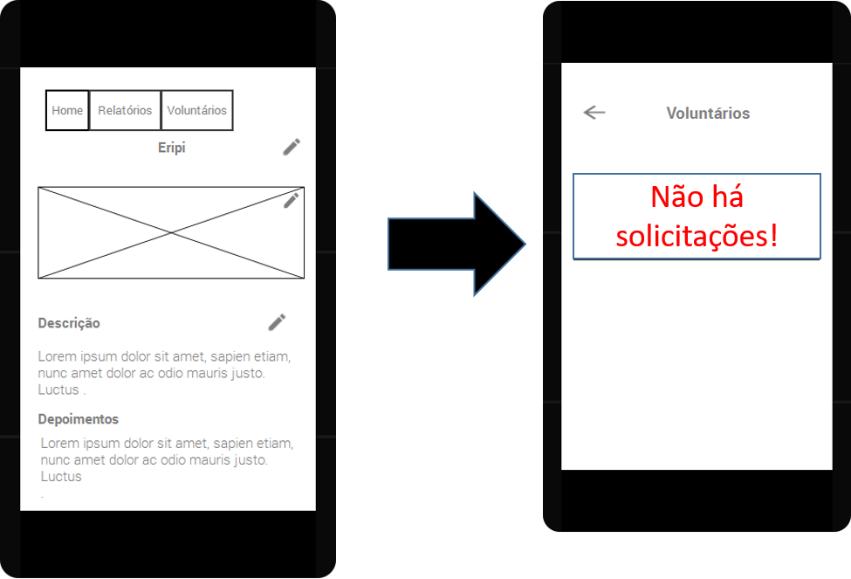 Home Relatórios Voluntários
Eripi
Descrição
Lorem ipsum dolor sit amet, sapien etiam,
nunc amet dolor ac odio mauris justo.
Luctus .
Depoimentos
Lorem ipsum dolor sit amet, sapien etiam,
nunc amet dolor ac odio mauris justo.
Luctus
.
Voluntários
Não há
solicitações!